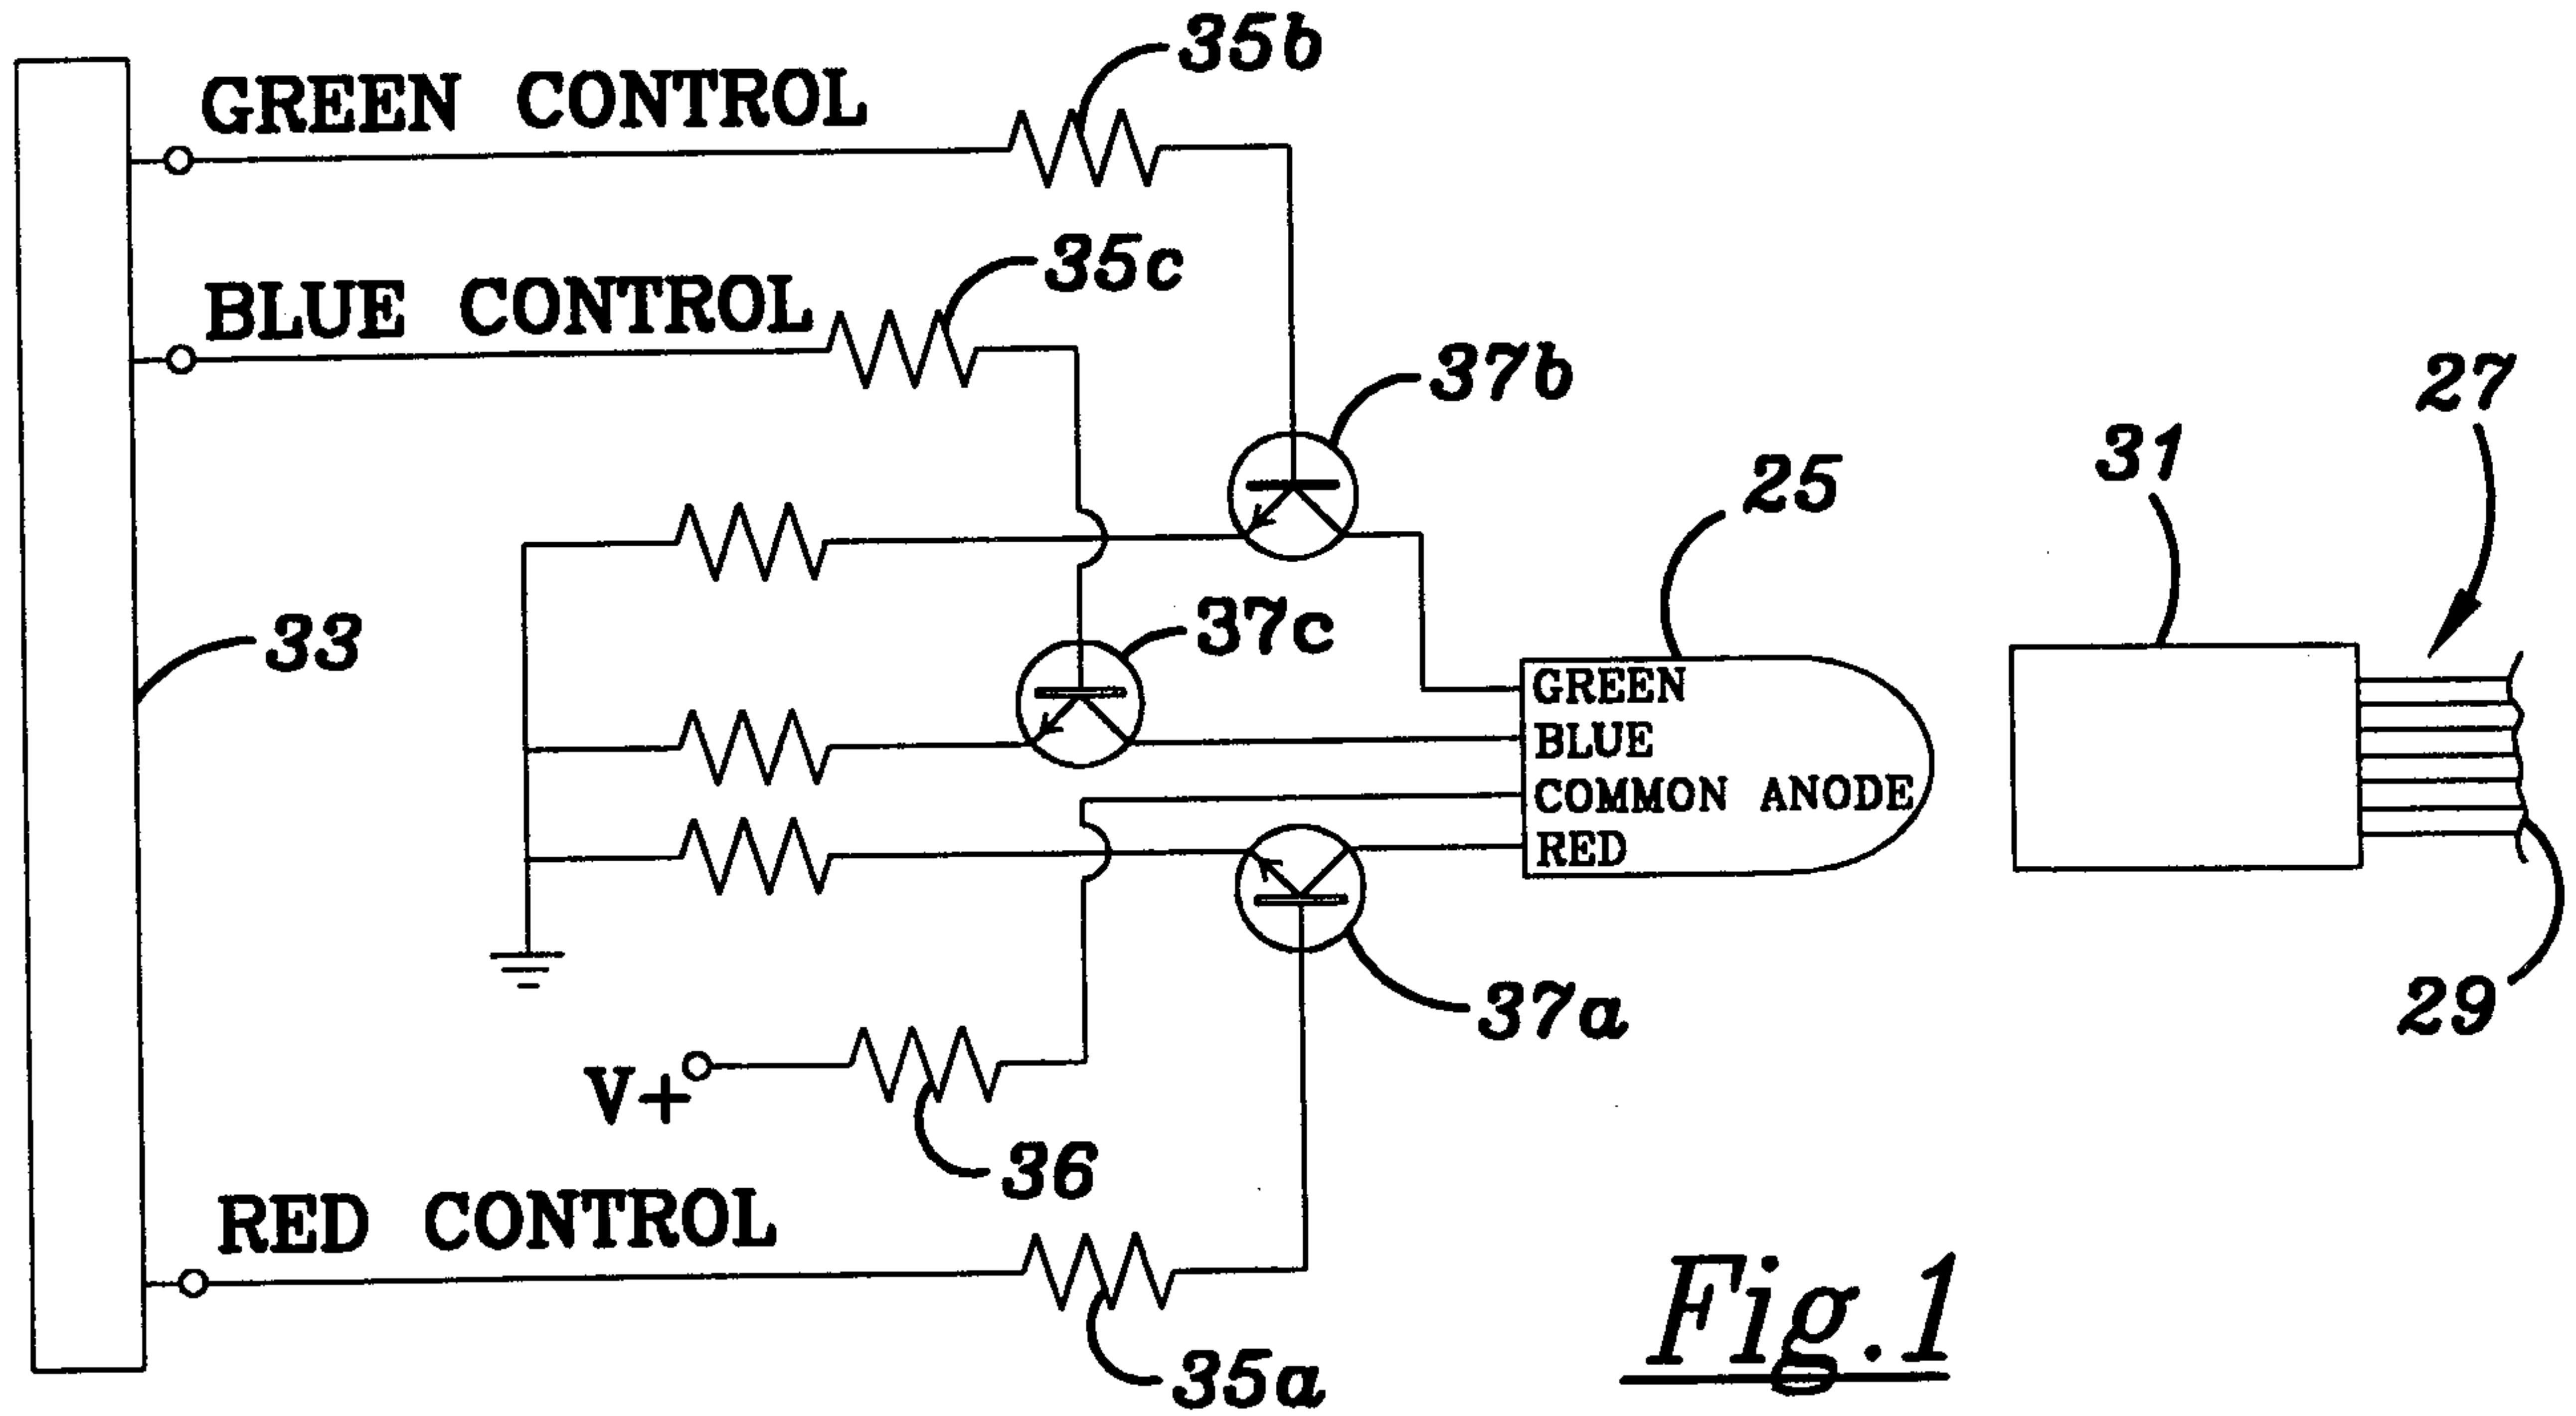 35b
GREEN CONTROL
35c
BLUE CONTROL
37b
27
31
25
37c
33
GREEN
BLUE
COMMON ANODE
RED
37a
29
V+
36
RED CONTROL
35a
Fig.1